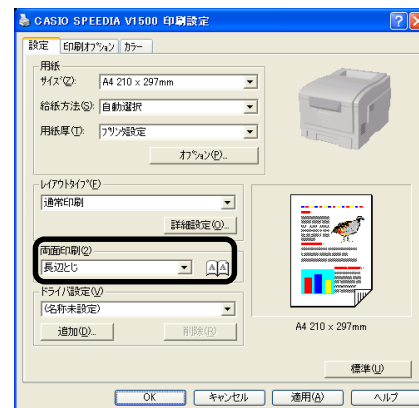 CASIO SPEEDIA V1500 印刷設定
設定 印刷ｵﾌﾟｼｮﾝ ｶﾗｰ
用紙
ｻｲｽﾞ(Z): A4 210 x 297mm
給紙方法(S): 自動選択
用紙厚(T): ﾌﾟﾘﾝﾀ設定
ｵﾌﾟｼｮﾝ(P)...
ﾚｲｱｳﾄﾀｲﾌﾟ(E)
通常印刷
詳細設定(O)...
両面印刷(2)
長辺とじ
AA
ﾄﾞﾗｲﾊﾞ設定(V)
(名称未設定)
追加(D)... 削除(R)
A4 210 x 297mm
標準(U)
OK ｷｬﾝｾﾙ 適用(A) ﾍﾙﾌﾟ